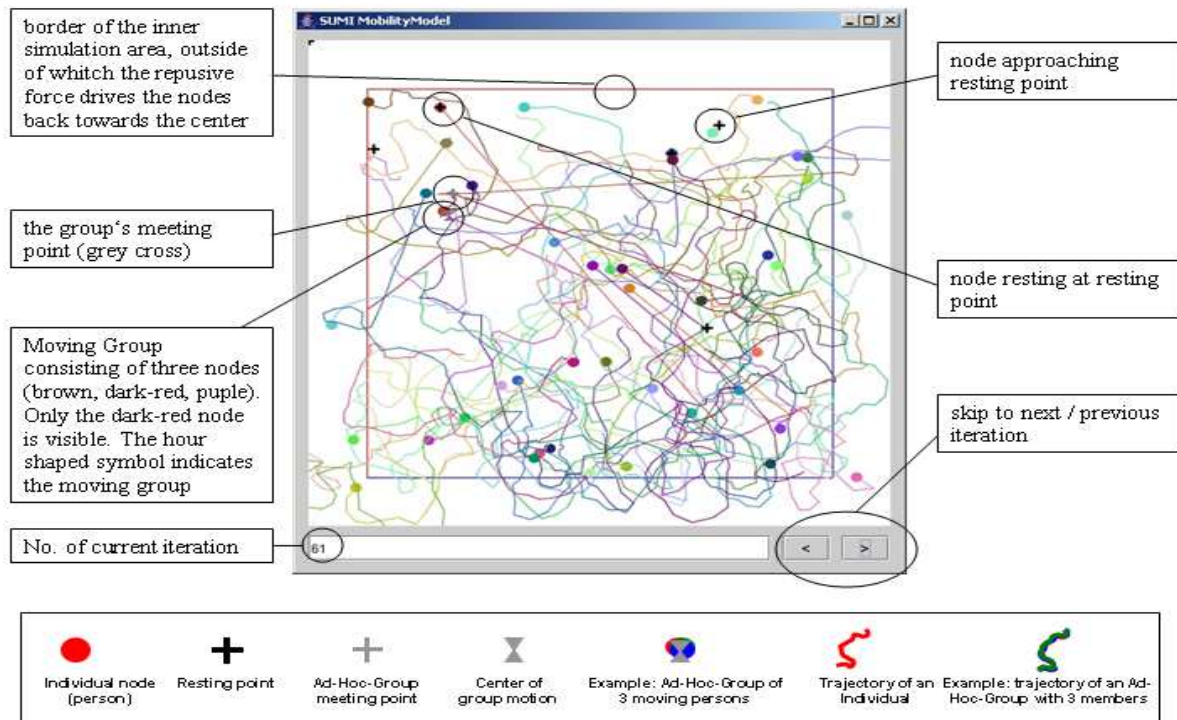 border of the inner
simulation area, outside
of whitch the repusive
force drives the nodes
back towards the center
the group's meeting
point (grey cross)
Moving Group
consisting of three nodes
(brown, dark-red, puple).
Only the dark-red node
is visible. The hour
shaped symbol indicates
the moving group
No. of current iteration
SUMI MobilityModel
61
<
>
node approaching
resting point
node resting at resting
point
skip to next / previous
iteration
Individual node
(person)
Resting point
Ad-Hoc-Group
meeting point
Center of
group motion
Example: Ad-Hoc-Group of
3 moving persons
Trajectory of an
Individual
Example: trajectory of an Ad-
Hoc-Group with 3 members